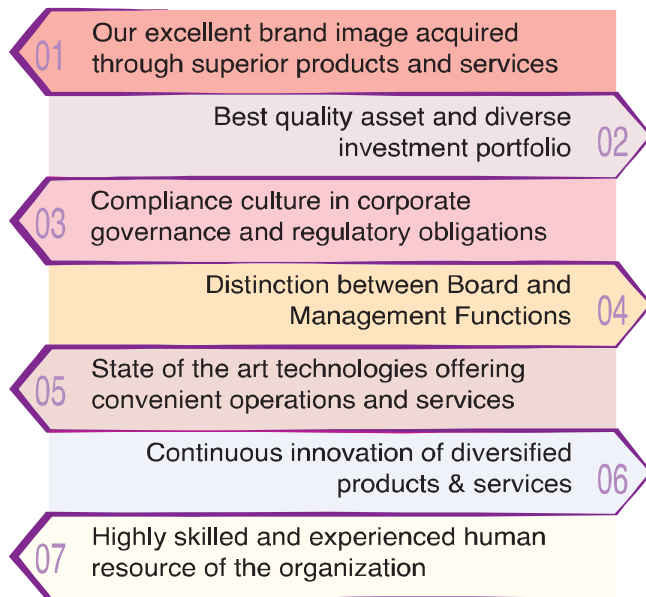 01
Our excellent brand image acquired
through superior products and services
Best quality asset and diverse
investment portfolio
02
03
Compliance culture in corporate
governance and regulatory obligations
Distinction between Board and
Management Functions
04
05
State of the art technologies offering
convenient operations and services
Continuous innovation of diversified
products & services
06
07
Highly skilled and experienced human
resource of the organization